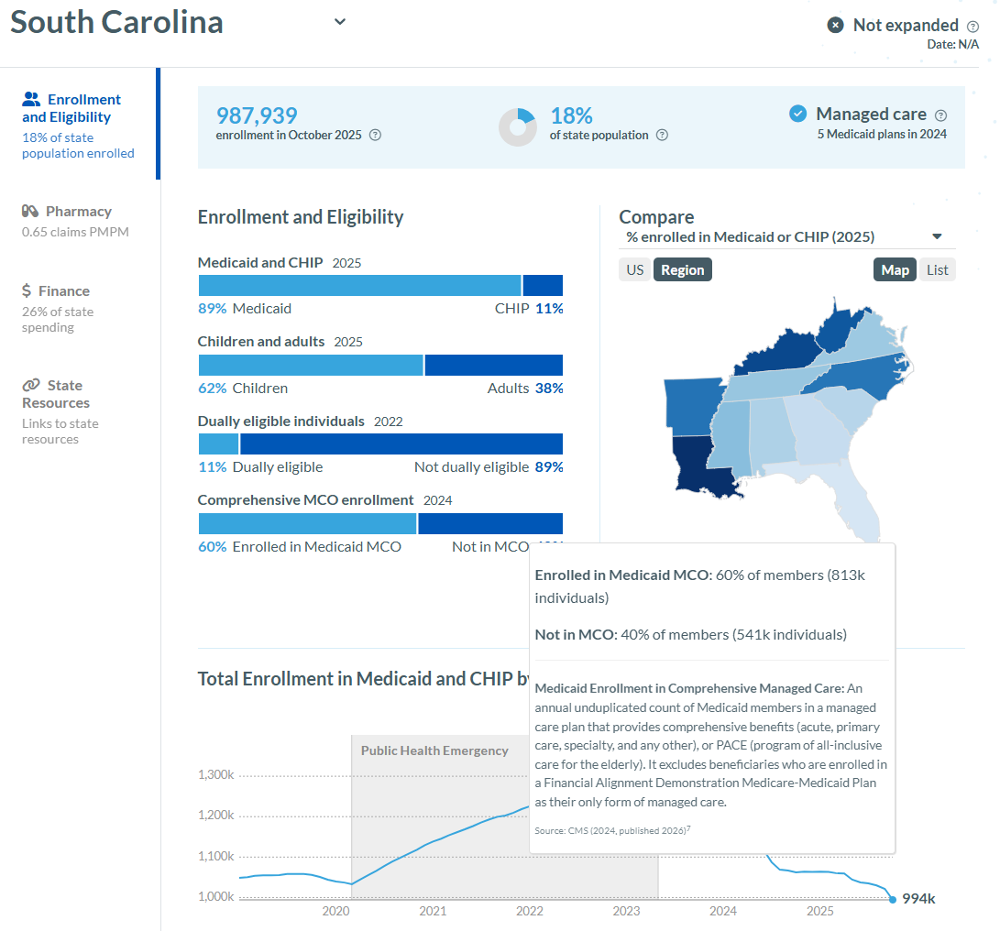 South Carolina
Not expanded
Date: N/A
Enrollment
and Eligibility
18% of state
population enrolled
Pharmacy
0.65 claims PMPM
$ Finance
26% of state
spending
State
Resources
Links to state
resources
987,939
enrollment in October 2025
18%
of state population
Managed care
5 Medicaid plans in 2024
Enrollment and Eligibility
Medicaid and CHIP 2025
89% Medicaid CHIP 11%
Children and adults 2025
62% Children Adults 38%
Dually eligible individuals 2022
11% Dually eligible Not dually eligible 89%
Comprehensive MCO enrollment 2024
60% Enrolled in Medicaid MCO Not in MCO
Compare
% enrolled in Medicaid or CHIP (2025)
US Region Map List
Enrolled in Medicaid MCO: 60% of members (813k
individuals)
Not in MCO: 40% of members (541k individuals)
Medicaid Enrollment in Comprehensive Managed Care: An
annual unduplicated count of Medicaid members in a managed
care plan that provides comprehensive benefits (acute, primary
care, specialty, and any other), or PACE (program of all-inclusive
care for the elderly). It excludes beneficiaries who are enrolled in
a Financial Alignment Demonstration Medicare-Medicaid Plan
as their only form of managed care.
Source: CMS (2024, published 2026)7
Total Enrollment in Medicaid and CHIP
Public Health Emergency
1,300k
1,200k
1,100k
1,000k
994k
2020 2021 2022 2023 2024 2025